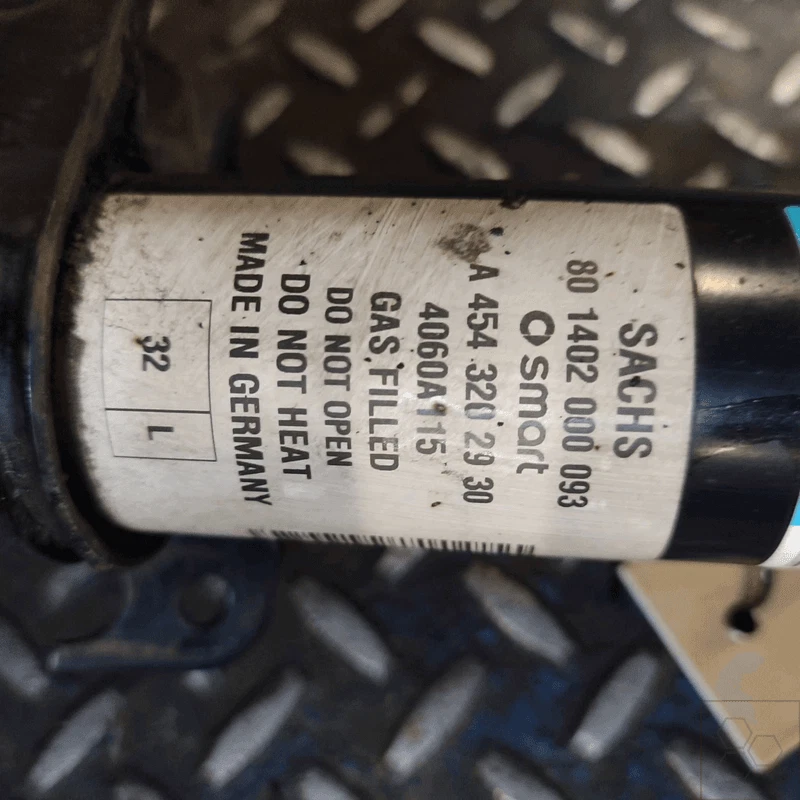 SACHS
80 1402 000 093
smart
A 454 320 29 30
4060A115
GAS FILLED
DO NOT OPEN
DO NOT HEAT
MADE IN GERMANY
32 L